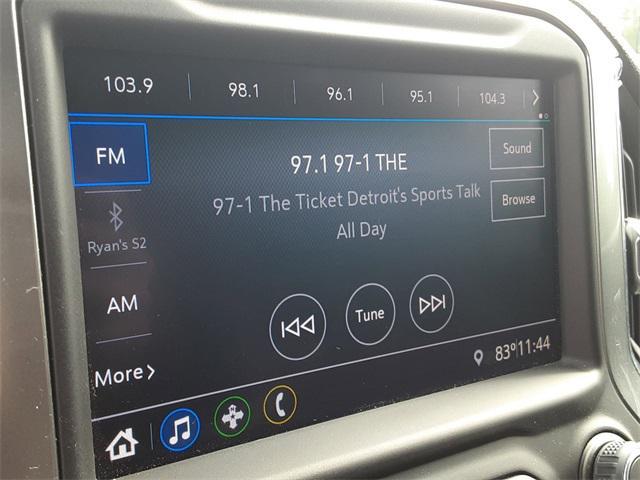 103.9 98.1 96.1 95.1 104.3 >
FM
97.1 97-1 THE
97-1 The Ticket Detroit's Sports Talk
All Day
Sound
Browse
Ryan's S2
AM
Tune
More >
83° 11:44